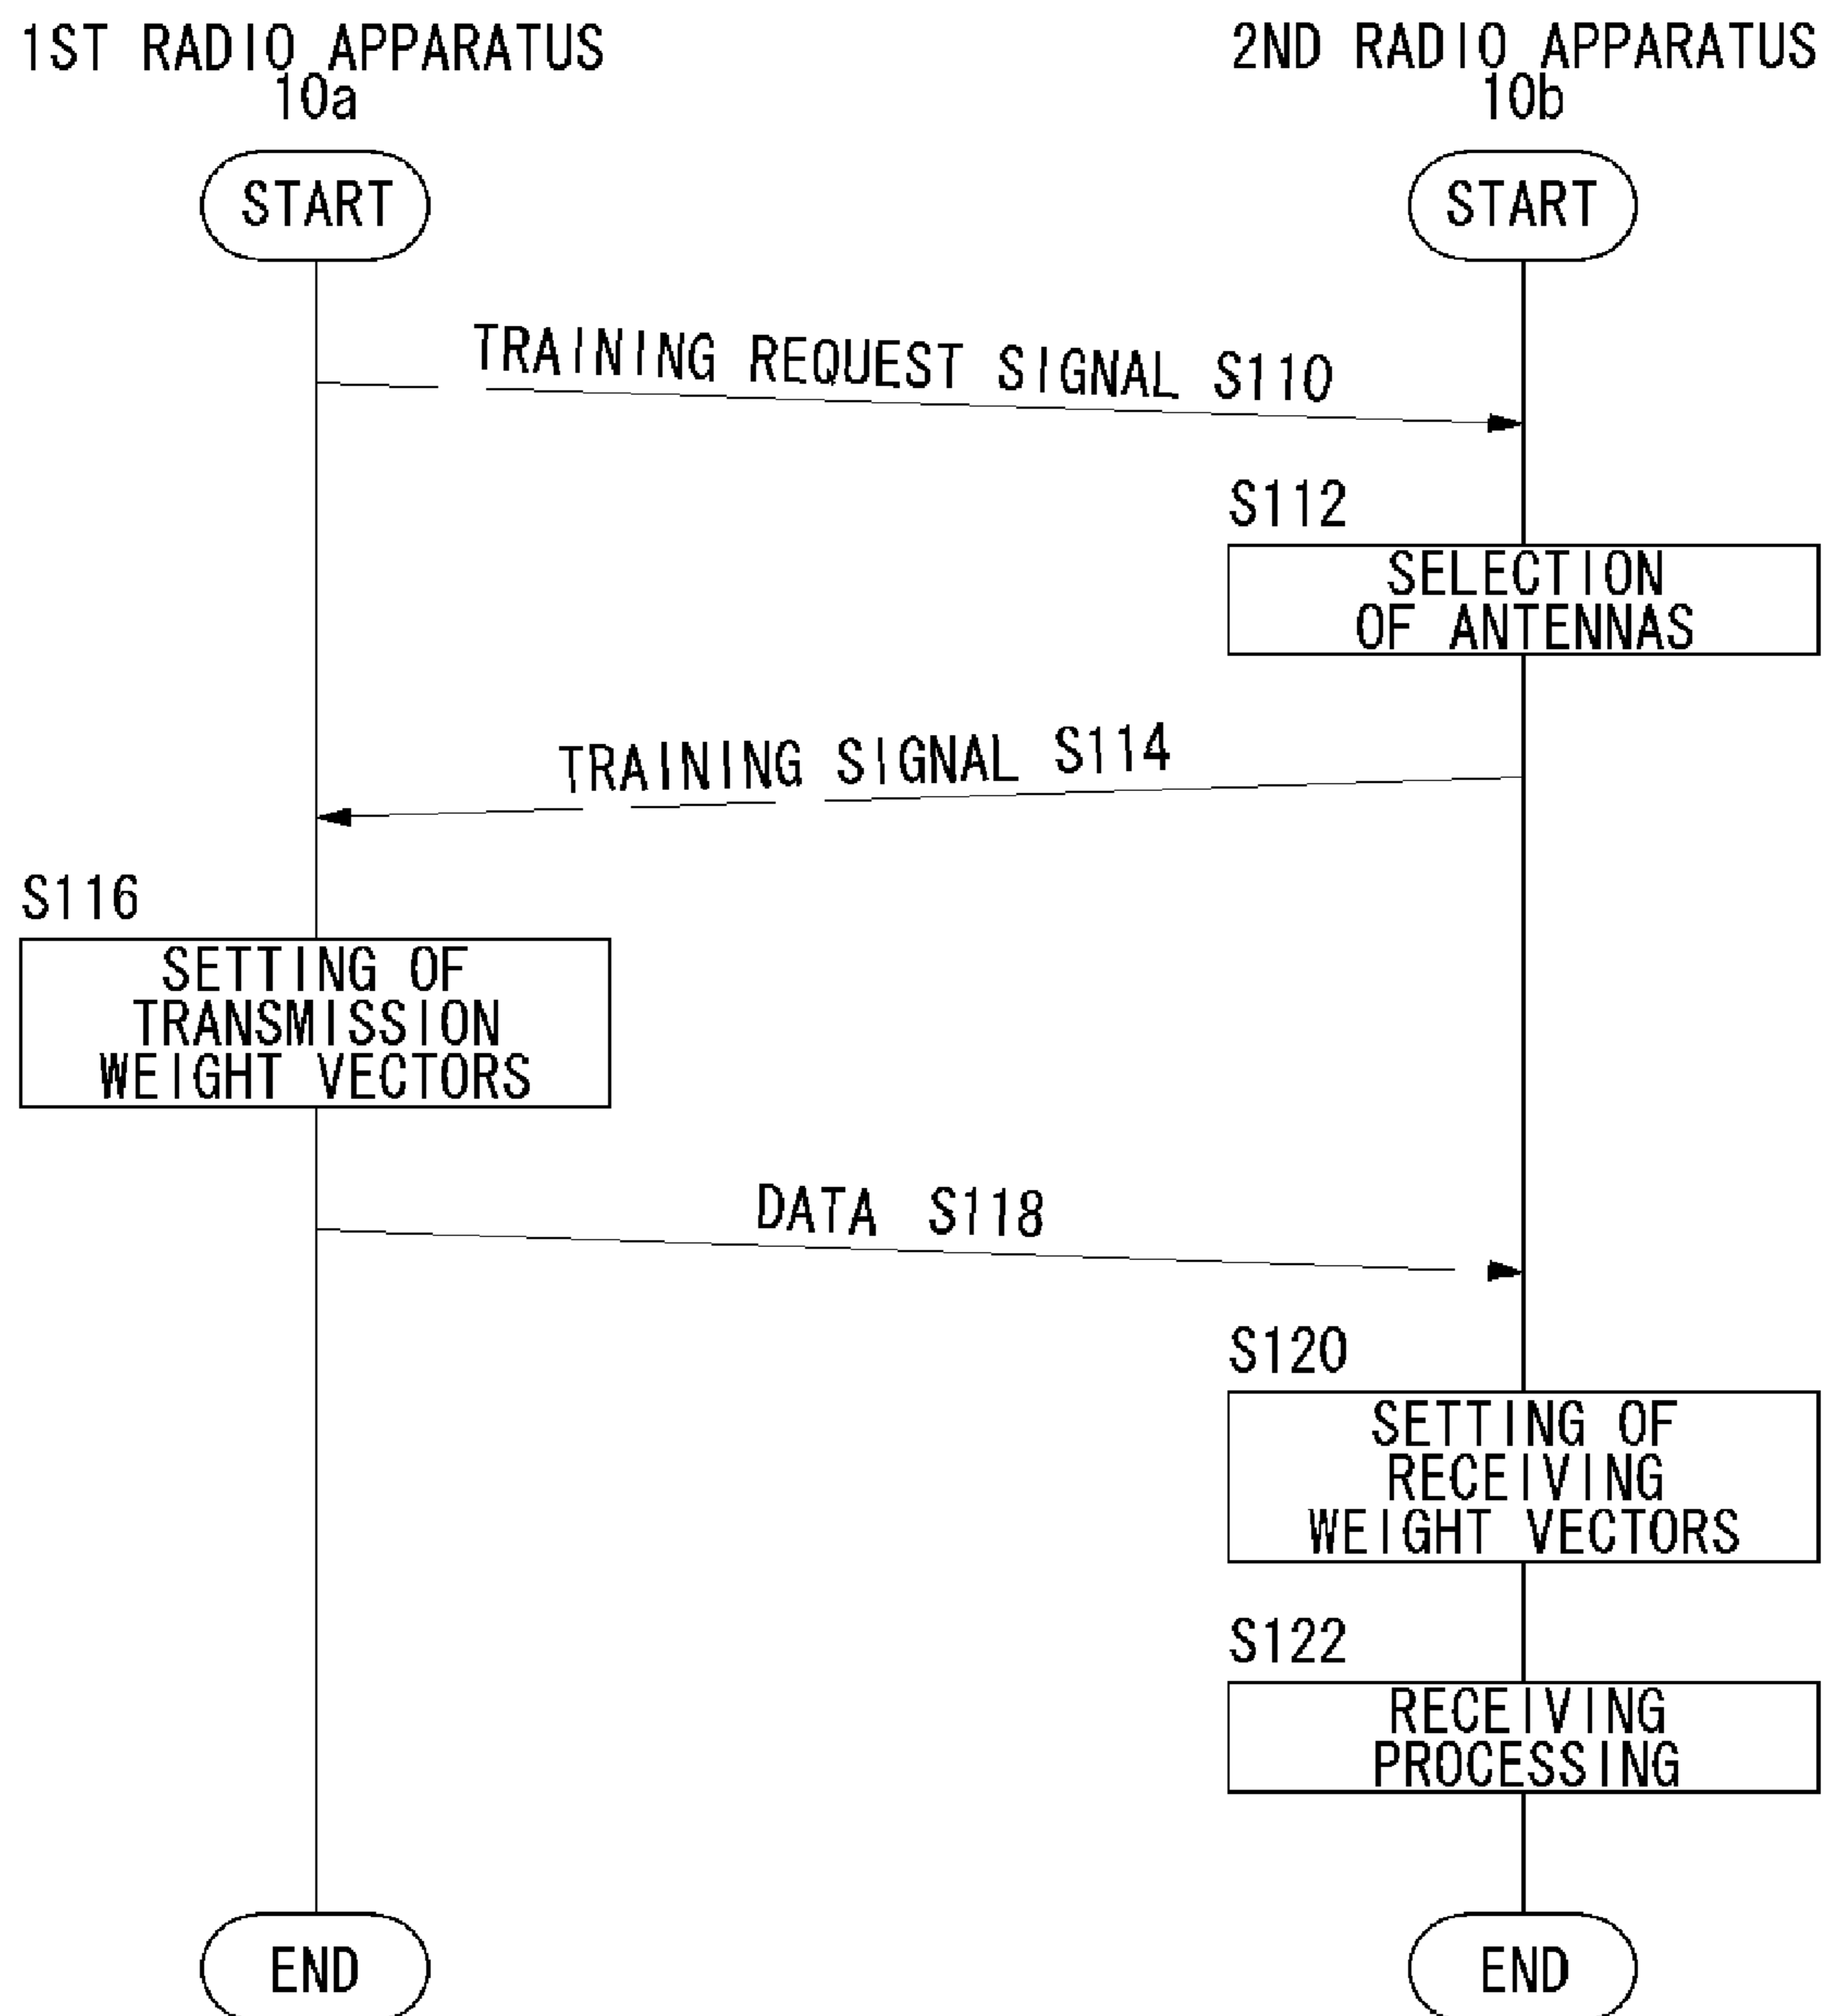 1ST RADIO APPARATUS
10a
2ND RADIO APPARATUS
10b
START
START
TRAINING REQUEST SIGNAL S110
S112
SELECTION
OF ANTENNAS
TRAINING SIGNAL S114
S116
SETTING OF
TRANSMISSION
WEIGHT VECTORS
DATA S118
S120
SETTING OF
RECEIVING
WEIGHT VECTORS
S122
RECEIVING
PROCESSING
END
END